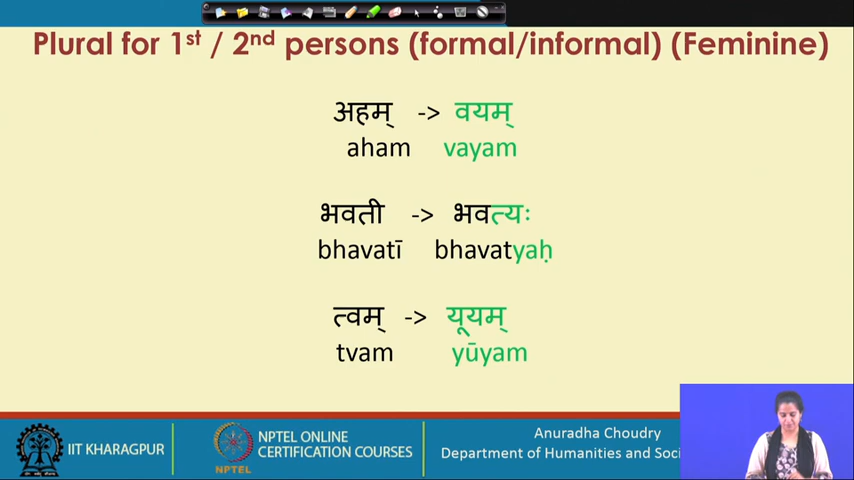 Plural for 1st / 2nd persons (formal/informal) (Feminine)
अहम् -> वयम्
aham vayam
भवती -> भवत्यः
bhavatī bhavatyaḥ
त्वम् -> यूयम्
tvam yūyam
IIT KHARAGPUR
NPTEL
NPTEL ONLINE
CERTIFICATION COURSES
Anuradha Choudry
Department of Humanities and Soci